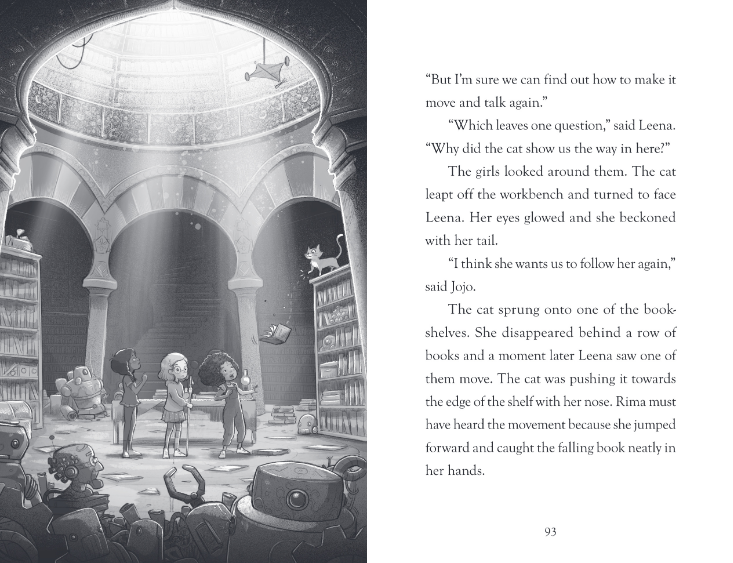 “But I’m sure we can find out how to make it
move and talk again.”
“Which leaves one question,” said Leena.
“Why did the cat show us the way in here?”
The girls looked around them. The cat
leapt off the workbench and turned to face
Leena. Her eyes glowed and she beckoned
with her tail.
“I think she wants us to follow her again,”
said Jojo.
The cat sprung onto one of the book-
shelves. She disappeared behind a row of
books and a moment later Leena saw one of
them move. The cat was pushing it towards
the edge of the shelf with her nose. Rima must
have heard the movement because she jumped
forward and caught the falling book neatly in
her hands.
93